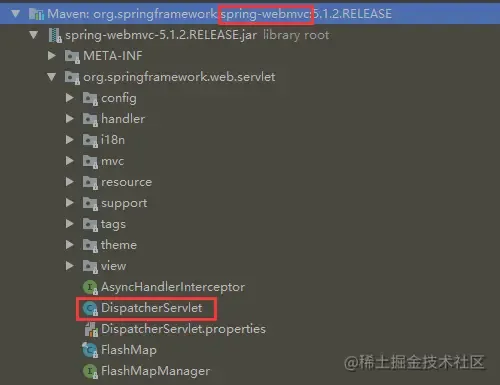 Maven: org.springframework:spring-webmvc:5.1.2.RELEASE
spring-webmvc-5.1.2.RELEASE.jar library root
META-INF
org.springframework.web.servlet
config
handler
i18n
mvc
resource
support
tags
theme
view
AsyncHandlerInterceptor
DispatcherServlet
DispatcherServlet.properties
FlashMap
FlashMapManager
@稀土掘金技术社区